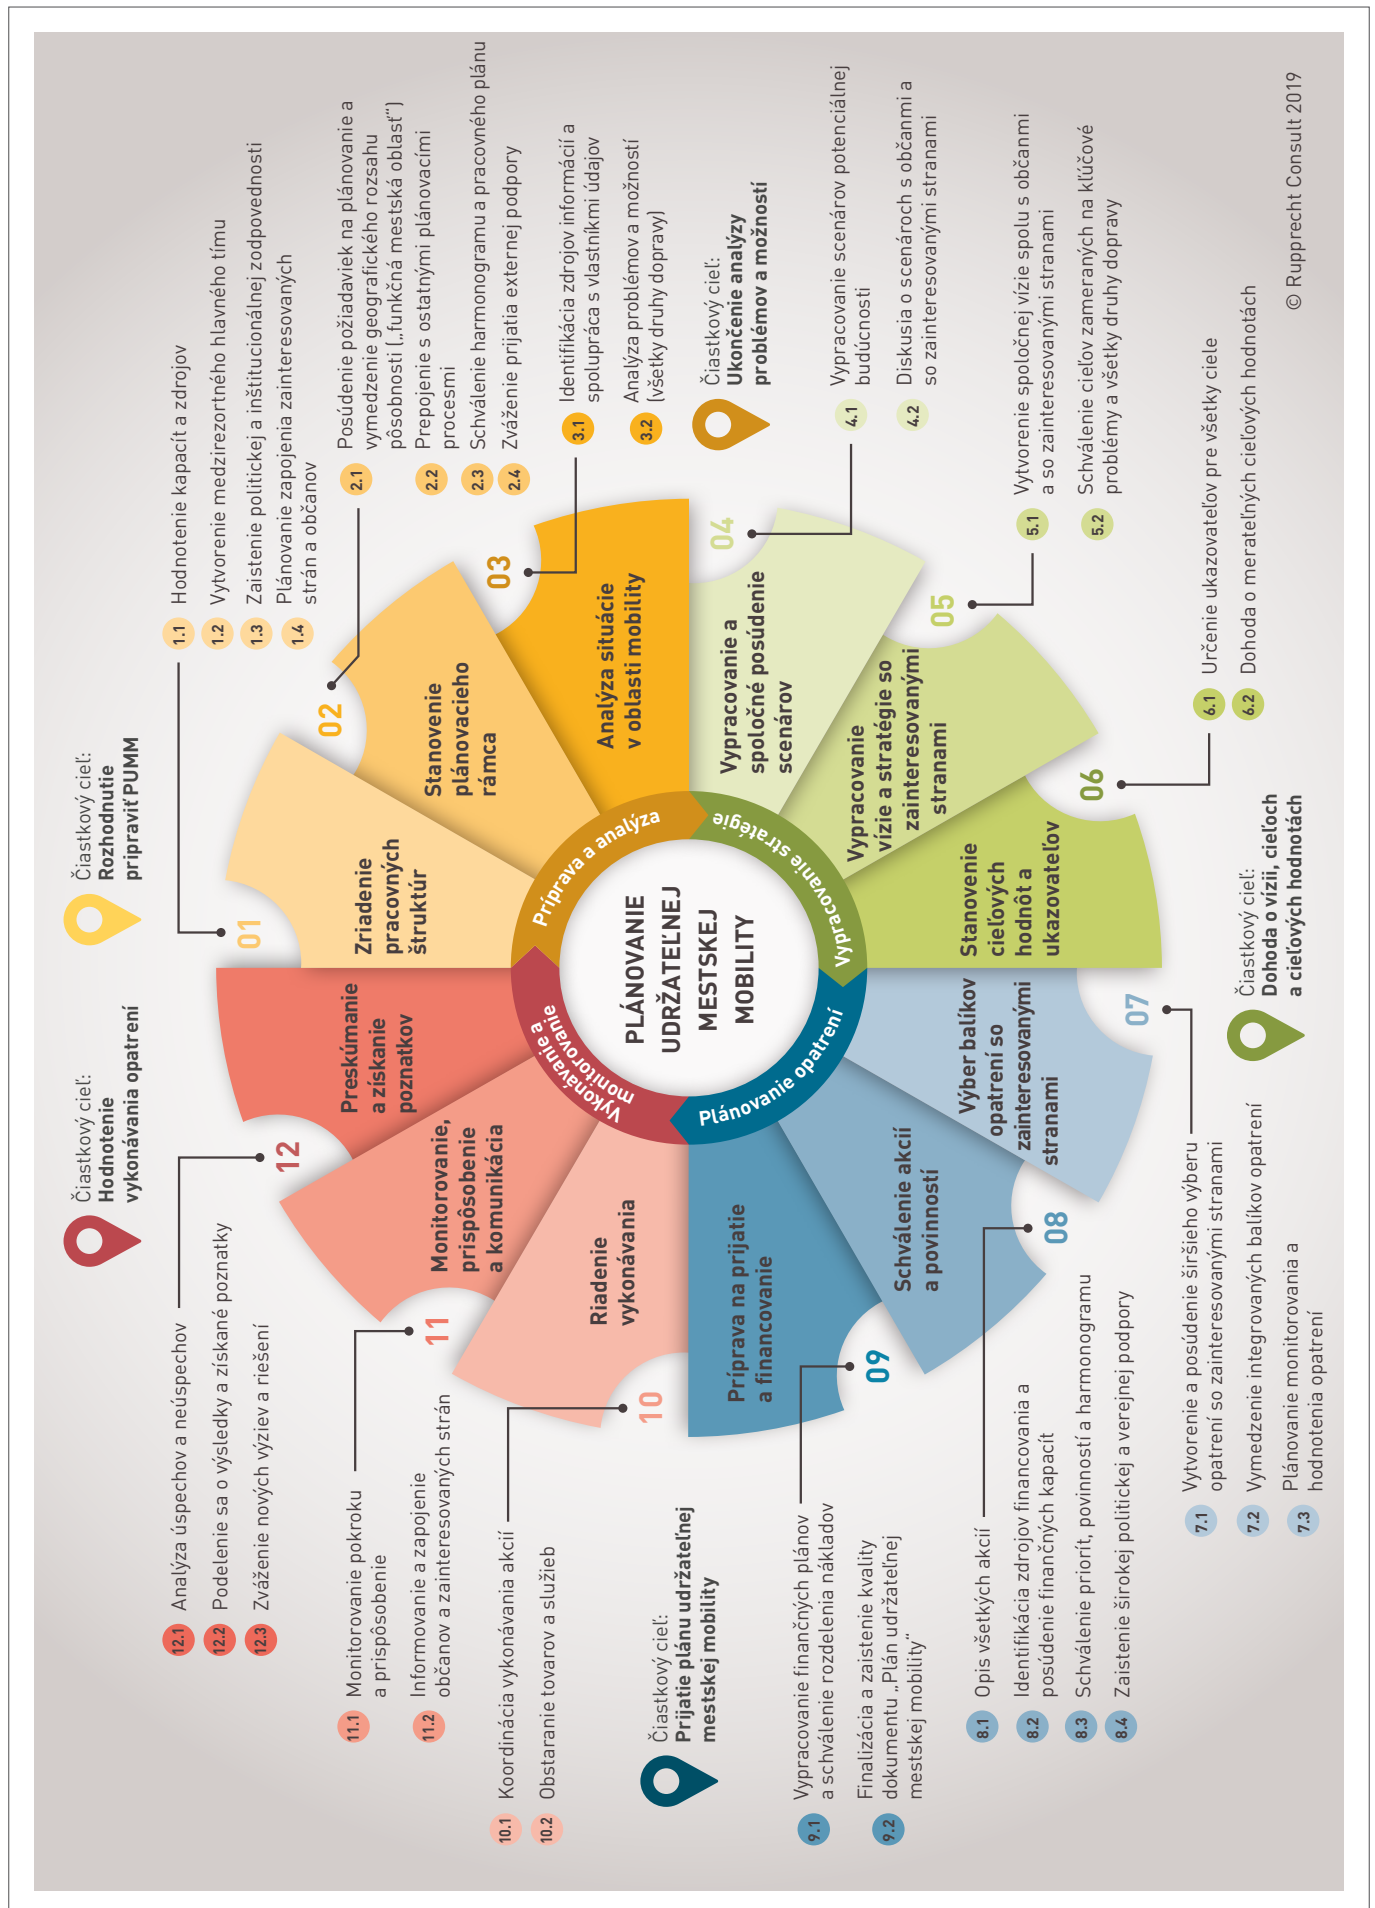 PLÁNOVANIE
UDRŽATEĽNEJ
MESTSKEJ
MOBILITY
Príprava a analýza
Vypracovanie stratégie
Plánovanie opatrení
Vykonávanie a
monitorovanie
Čiastkový cieľ:
Rozhodnutie
pripraviť PUMM
01
Zriadenie
pracovných
štruktúr
1.1 Hodnotenie kapacít a zdrojov
1.2 Vytvorenie medzirezortného hlavného tímu
1.3 Zaistenie politickej a inštitucionálnej zodpovednosti
1.4 Plánovanie zapojenia zainteresovaných
strán a občanov
02
Stanovenie
plánovacieho
rámca
2.1 Posúdenie požiadaviek na plánovanie a
vymedzenie geografického rozsahu
pôsobnosti („funkčná mestská oblasť“)
2.2 Prepojenie s ostatnými plánovacími
procesmi
2.3 Schválenie harmonogramu a pracovného plánu
2.4 Zváženie prijatia externej podpory
03
Analýza situácie
v oblasti mobility
3.1 Identifikácia zdrojov informácií a
spolupráca s vlastníkmi údajov
3.2 Analýza problémov a možností
(všetky druhy dopravy)
Čiastkový cieľ:
Ukončenie analýzy
problémov a možností
04
Vypracovanie a
spoločné posúdenie
scenárov
4.1 Vypracovanie scenárov potenciálnej
budúcnosti
4.2 Diskusia o scenároch s občanmi a
so zainteresovanými stranami
05
Vypracovanie
vízie a stratégie so
zainteresovanými
stranami
5.1 Vytvorenie spoločnej vízie spolu s občanmi
a so zainteresovanými stranami
5.2 Schválenie cieľov zameraných na kľúčové
problémy a všetky druhy dopravy
06
Stanovenie
cieľových
hodnôt a
ukazovateľov
6.1 Určenie ukazovateľov pre všetky ciele
6.2 Dohoda o merateľných cieľových hodnotách
Čiastkový cieľ:
Dohoda o vízii, cieľoch
a cieľových hodnotách
07
Výber balíkov
opatrení so
zainteresovanými
stranami
7.1 Vytvorenie a posúdenie širšieho výberu
opatrení so zainteresovanými stranami
7.2 Vymedzenie integrovaných balíkov opatrení
7.3 Plánovanie monitorovania a
hodnotenia opatrení
08
Schválenie akcií
a povinností
8.1 Opis všetkých akcií
8.2 Identifikácia zdrojov financovania a
posúdenie finančných kapacít
8.3 Schválenie priorít, povinností a harmonogramu
8.4 Zaistenie širokej politickej a verejnej podpory
09
Príprava na prijatie
a financovanie
9.1 Vypracovanie finančných plánov
a schválenie rozdelenia nákladov
9.2 Finalizácia a zaistenie kvality
dokumentu „Plán udržateľnej
mestskej mobility“
Čiastkový cieľ:
Prijatie plánu udržateľnej
mestskej mobility
10
Riadenie
vykonávania
10.1 Koordinácia vykonávania akcií
10.2 Obstaranie tovarov a služieb
11
Monitorovanie,
prispôsobenie
a komunikácia
11.1 Monitorovanie pokroku
a prispôsobenie
11.2 Informovanie a zapojenie
občanov a zainteresovaných strán
12
Preskúmanie
a získanie
poznatkov
12.1 Analýza úspechov a neúspechov
12.2 Podelenie sa o výsledky a získané poznatky
12.3 Zváženie nových výziev a riešení
Čiastkový cieľ:
Hodnotenie
vykonávania opatrení
© Rupprecht Consult 2019